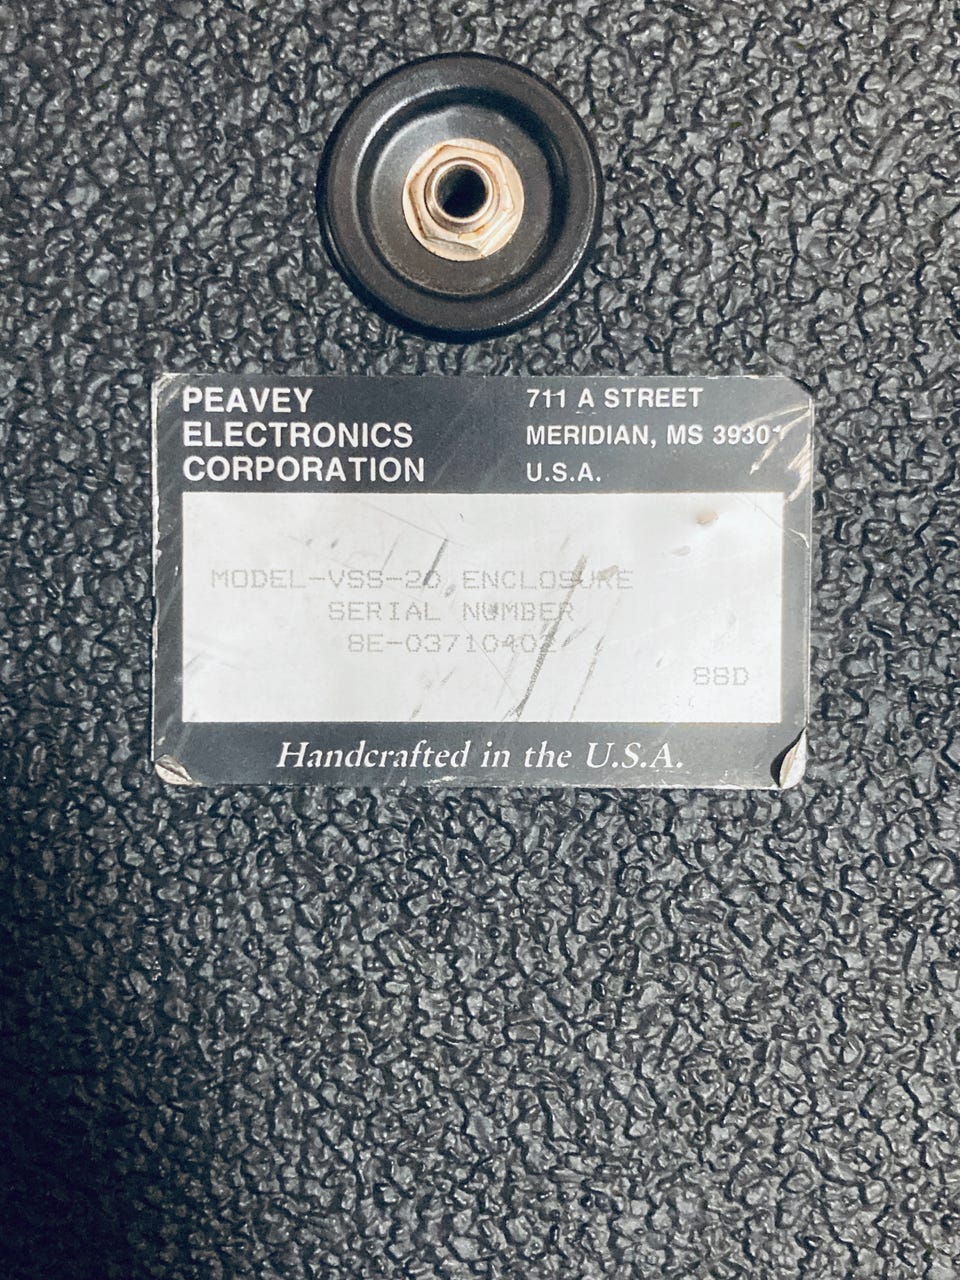 PEAVEY
ELECTRONICS
CORPORATION
711 A STREET
MERIDIAN, MS 39301
U.S.A.
MODEL-VSS-20 ENCLOSURE
SERIAL NUMBER
8E-03710402
88D
Handcrafted in the U.S.A.